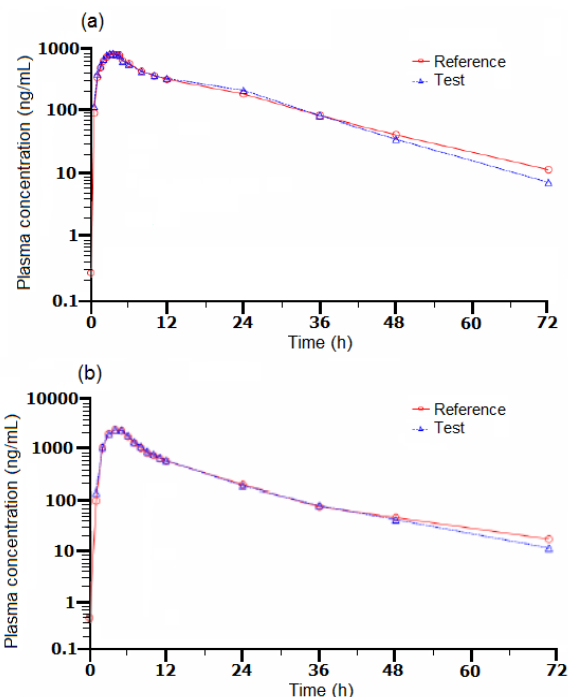 (a)
Plasma concentration (ng/mL)
1000
100
10
1
0.1
Reference
Test
0 12 24 36 48 60 72
Time (h)
(b)
Plasma concentration (ng/mL)
10000
1000
100
10
1
0.1
Reference
Test
0 12 24 36 48 60 72
Time (h)